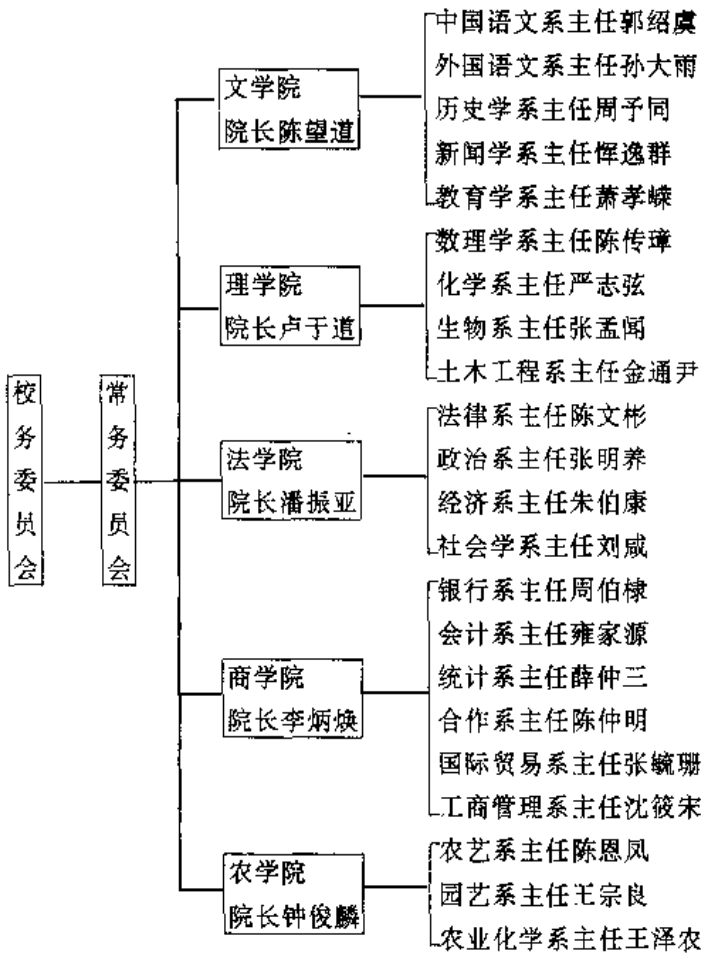 校务委员会
常务委员会
文学院
院长陈望道
中国语文系主任郭绍虞
外国语文系主任孙大雨
历史学系主任周予同
新闻学系主任恽逸群
教育学系主任萧孝嵘
理学院
院长卢于道
数理学系主任陈传璋
化学系主任严志弦
生物系主任张孟闻
土木工程系主任金通尹
法学院
院长潘振亚
法律系主任陈文彬
政治系主任张明养
经济系主任朱伯康
社会学系主任刘咸
商学院
院长李炳焕
银行系主任周伯棣
会计系主任雍家源
统计系主任薛仲三
合作系主任陈仲明
国际贸易系主任张毓珊
工商管理系主任沈筱宋
农学院
院长钟俊麟
农艺系主任陈恩凤
园艺系主任王宗良
农业化学系主任王泽农